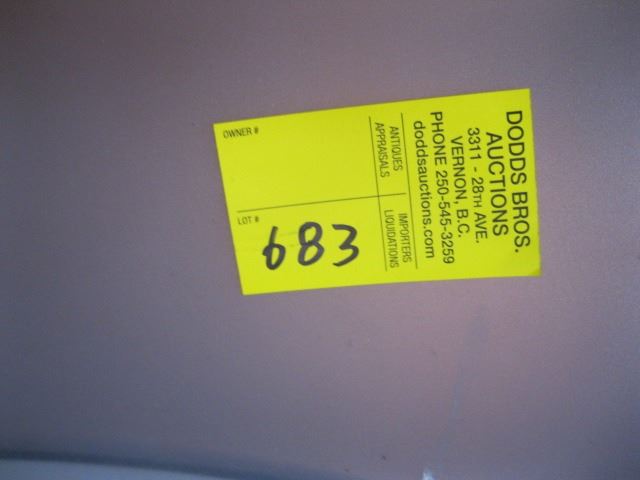 DODDS BROS.
AUCTIONS
3311 - 28TH AVE.
VERNON, B.C.
PHONE 250-545-3259
doddsauctions.com
ANTIQUES IMPORTERS
APPRAISALS LIQUIDATIONS
OWNER #
LOT #
683